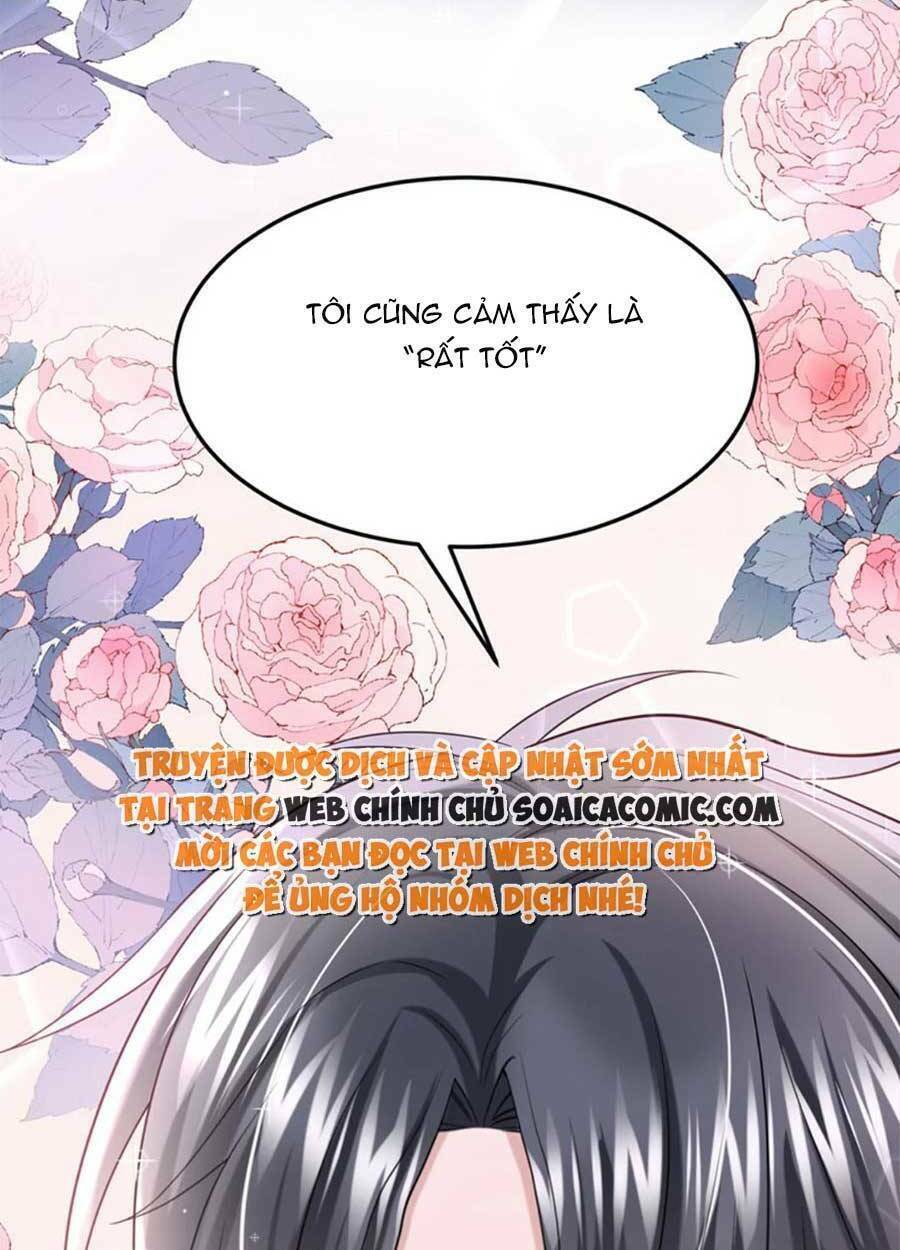 TÔI CŨNG CẢM THẤY LÀ
"RẤT TỐT"
TRUYỆN ĐƯỢC DỊCH VÀ CẬP NHẬT SỚM NHẤT
TẠI TRANG WEB CHÍNH CHỦ SOAICACOMIC.COM
MỜI CÁC BẠN ĐỌC TẠI WEB CHÍNH CHỦ
ĐỂ ỦNG HỘ NHÓM DỊCH NHÉ!